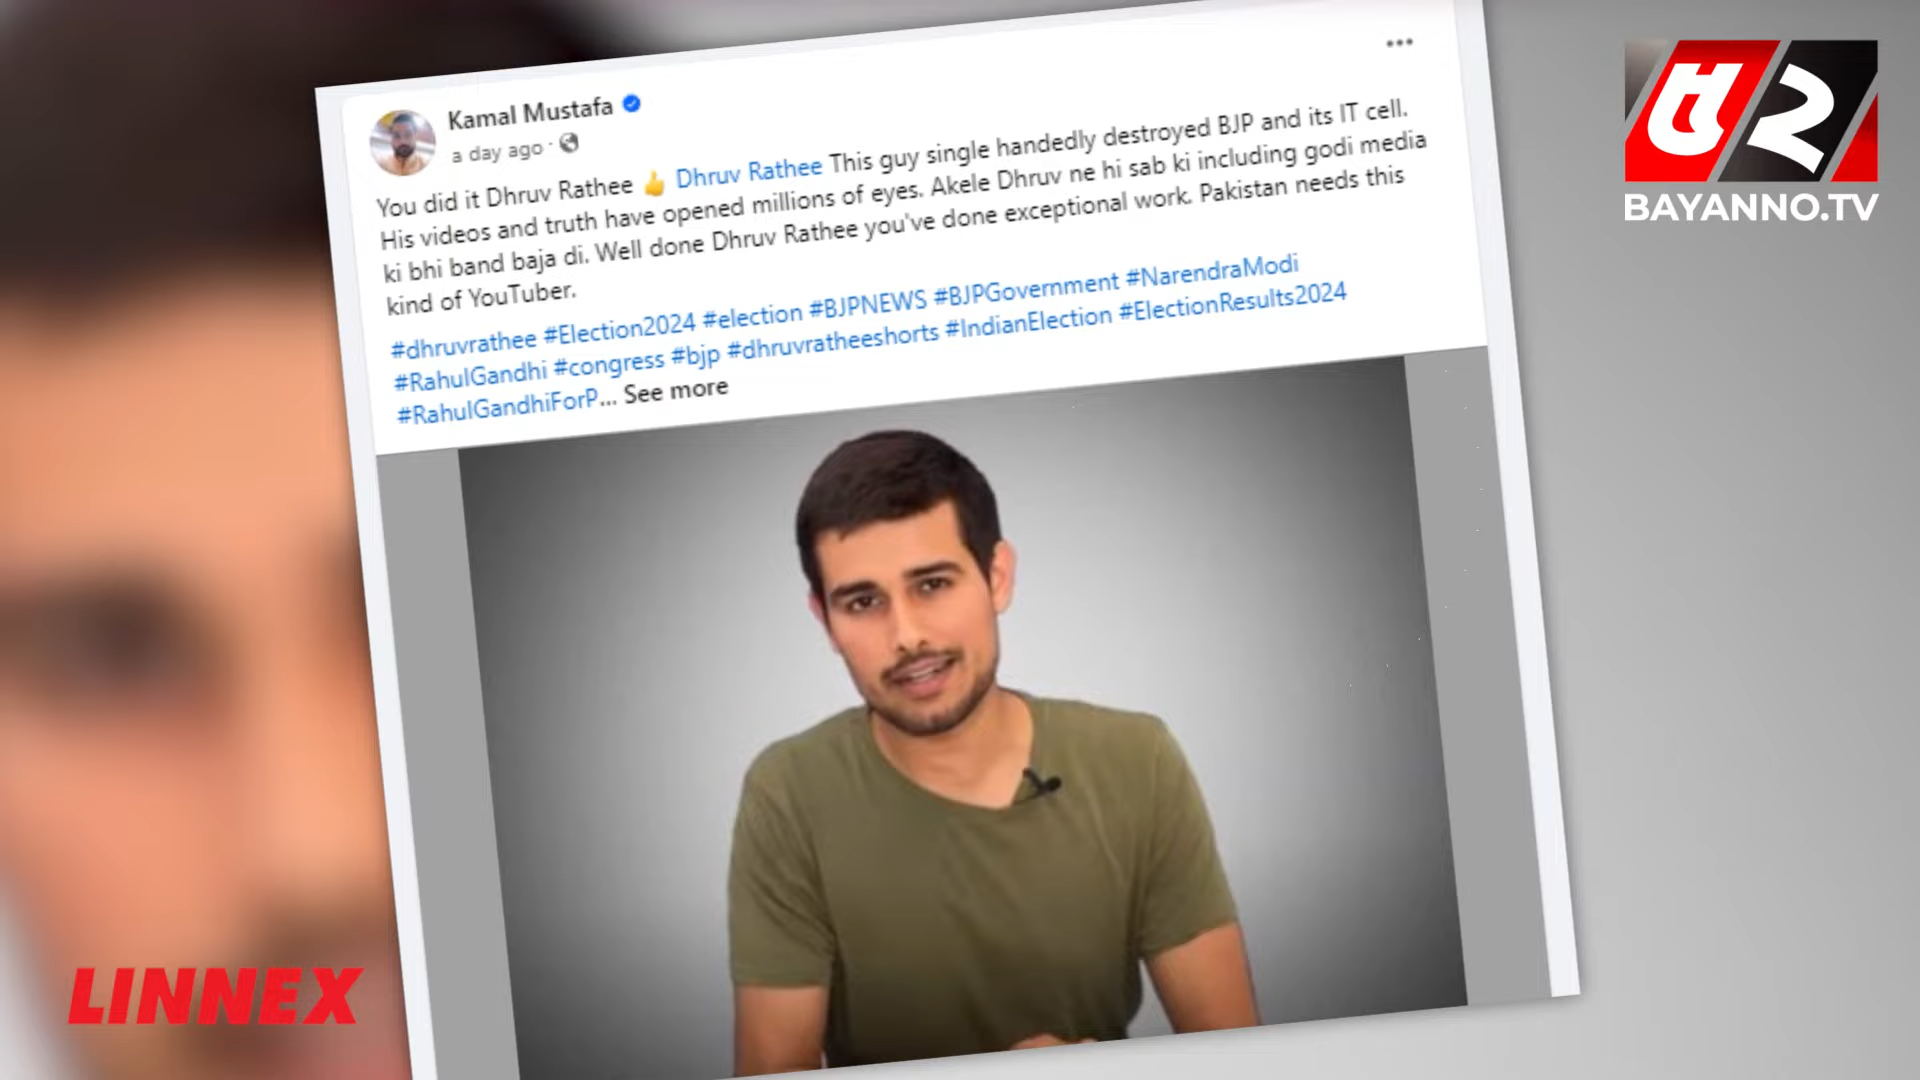 Kamal Mustafa
a day ago ·
You did it Dhruv Rathee 👍 Dhruv Rathee This guy single handedly destroyed BJP and its IT cell.
His videos and truth have opened millions of eyes. Akele Dhruv ne hi sab ki including godi media
ki bhi band baja di. Well done Dhruv Rathee you've done exceptional work. Pakistan needs this
kind of YouTuber.
#dhruvrathee #Election2024 #election #BJPNEWS #BJPGovernment #NarendraModi
#RahulGandhi #congress #bjp #dhruvratheeshorts #IndianElection #ElectionResults2024
#RahulGandhiForP... See more
৫২
BAYANNO.TV
LINNEX